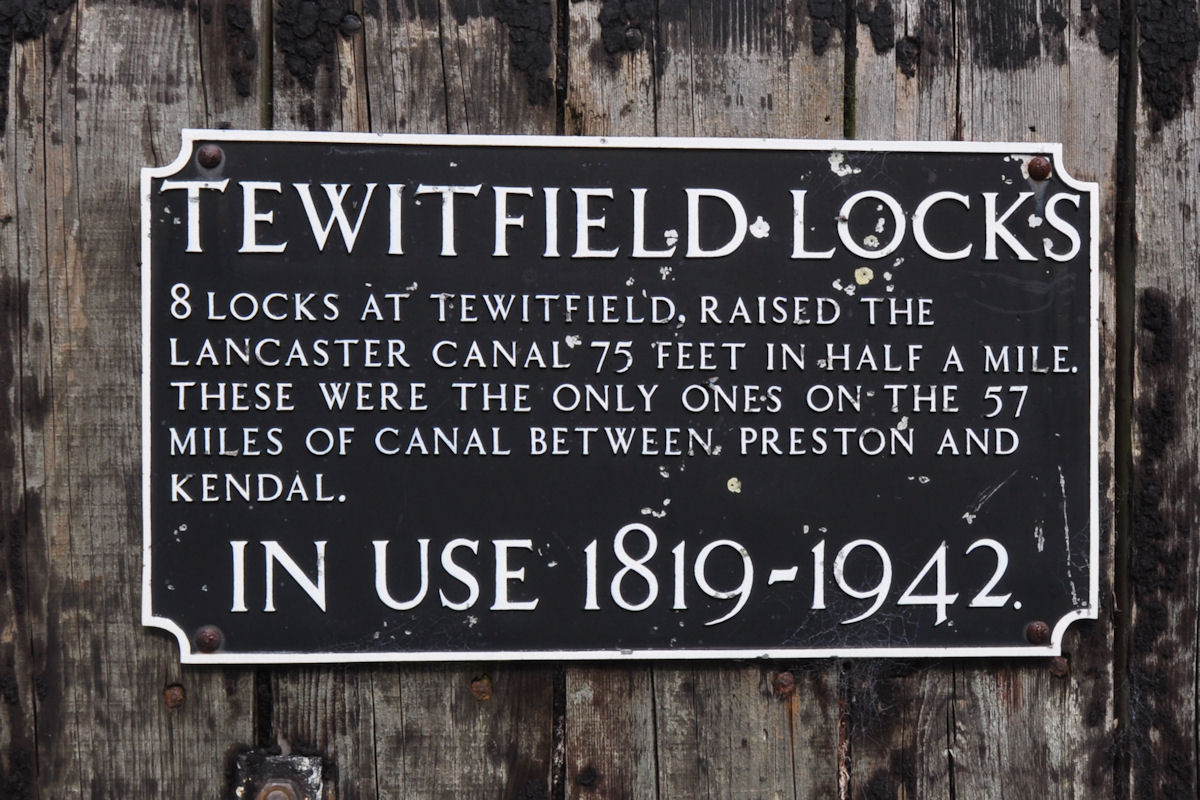 TEWITFIELD LOCKS
8 LOCKS AT TEWITFIELD, RAISED THE
LANCASTER CANAL 75 FEET IN HALF A MILE.
THESE WERE THE ONLY ONES ON THE 57
MILES OF CANAL BETWEEN PRESTON AND
KENDAL.
IN USE 1819-1942.